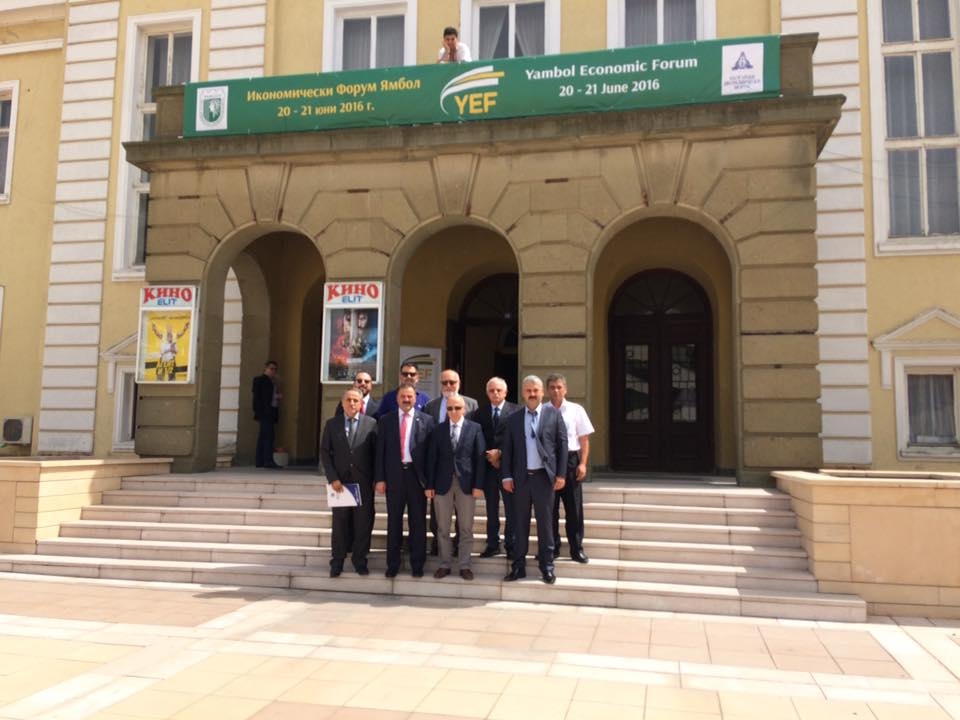 Икономически Форум Ямбол
20 - 21 юни 2016 г.
YEF
Yambol Economic Forum
20 - 21 June 2016
КИНО
ELIT
КИНО
ELIT
YEF